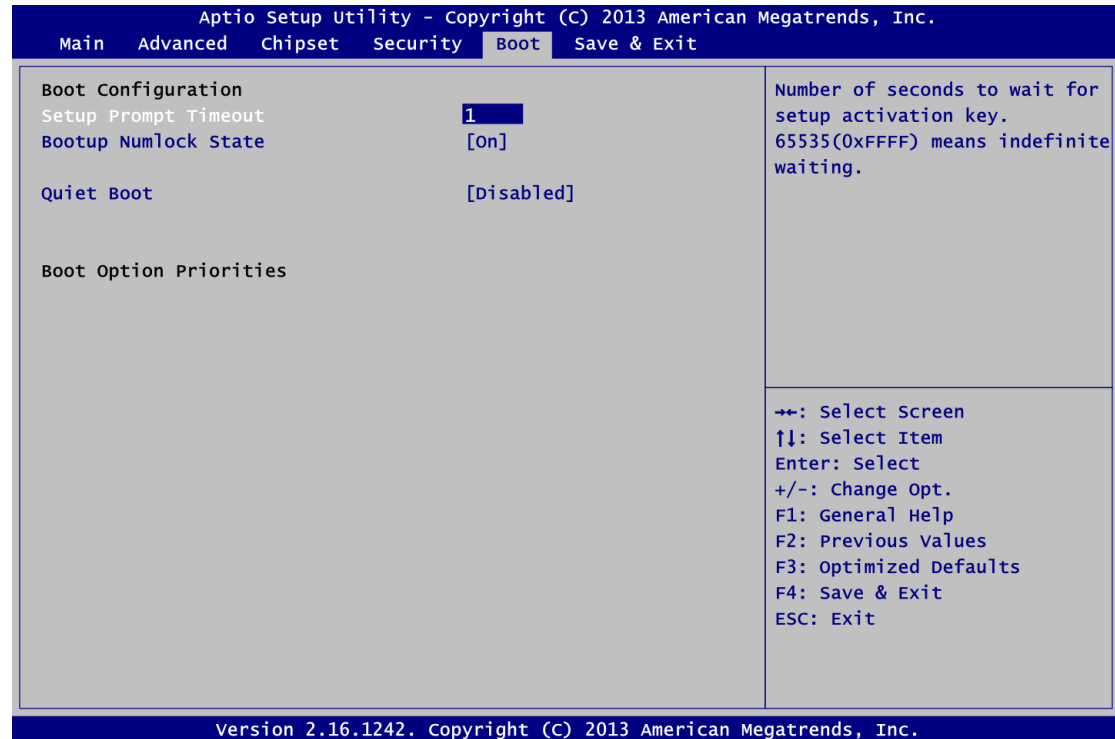 Aptio Setup Utility - Copyright (C) 2013 American Megatrends, Inc.
Main Advanced Chipset Security Boot Save & Exit
Boot Configuration
Setup Prompt Timeout 1
Bootup Numlock State [On]
Quiet Boot [Disabled]
Boot Option Priorities
Number of seconds to wait for
setup activation key.
65535(0xFFFF) means indefinite
waiting.
→←: Select Screen
↑↓: Select Item
Enter: Select
+/-: Change Opt.
F1: General Help
F2: Previous Values
F3: Optimized Defaults
F4: Save & Exit
ESC: Exit
Version 2.16.1242. Copyright (C) 2013 American Megatrends, Inc.